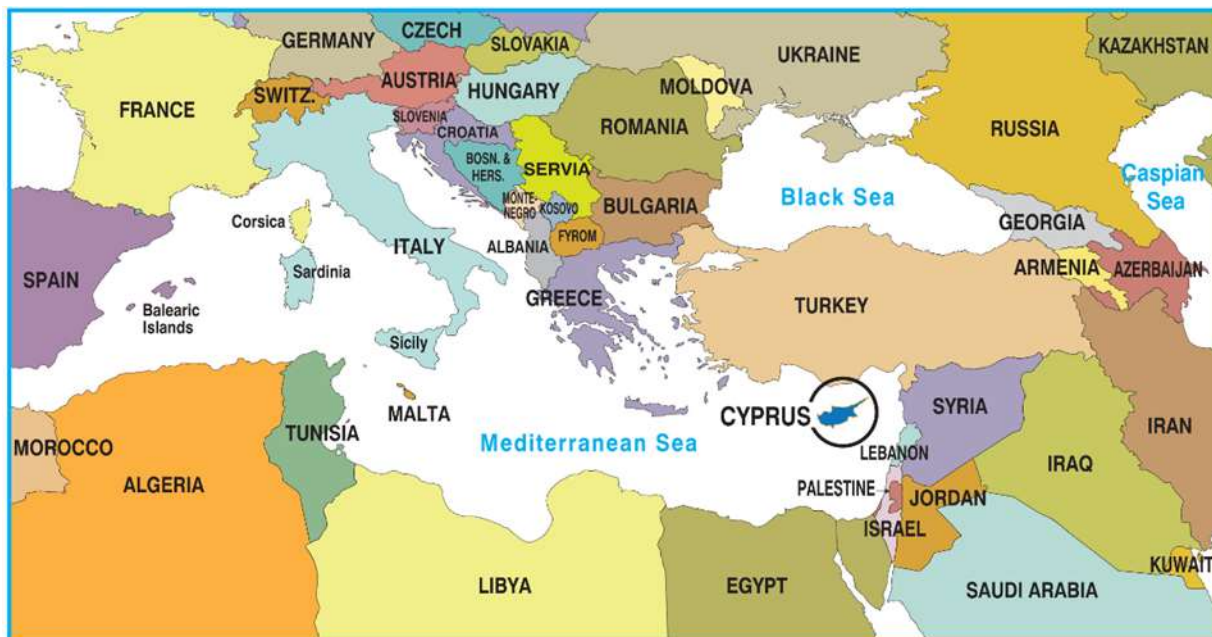 CZECH
GERMANY
SLOVAKIA
UKRAINE
KAZAKHSTAN
AUSTRIA
MOLDOVA
HUNGARY
SWITZ.
FRANCE
SLOVENIA
CROATIA
ROMANIA
RUSSIA
BOSN. &
HERS.
SERVIA
Caspian
Sea
Black Sea
MONTE-
NEGRO
KOSOVO
BULGARIA
Corsica
GEORGIA
FYROM
ITALY
ALBANIA
ARMENIA
AZERBAIJAN
Sardinia
SPAIN
GREECE
TURKEY
Balearic
Islands
Sicily
SYRIA
MALTA
CYPRUS
IRAN
TUNISIA
Mediterranean Sea
MOROCCO
LEBANON
IRAQ
ALGERIA
PALESTINE
JORDAN
ISRAEL
KUWAIT
LIBYA
EGYPT
SAUDI ARABIA